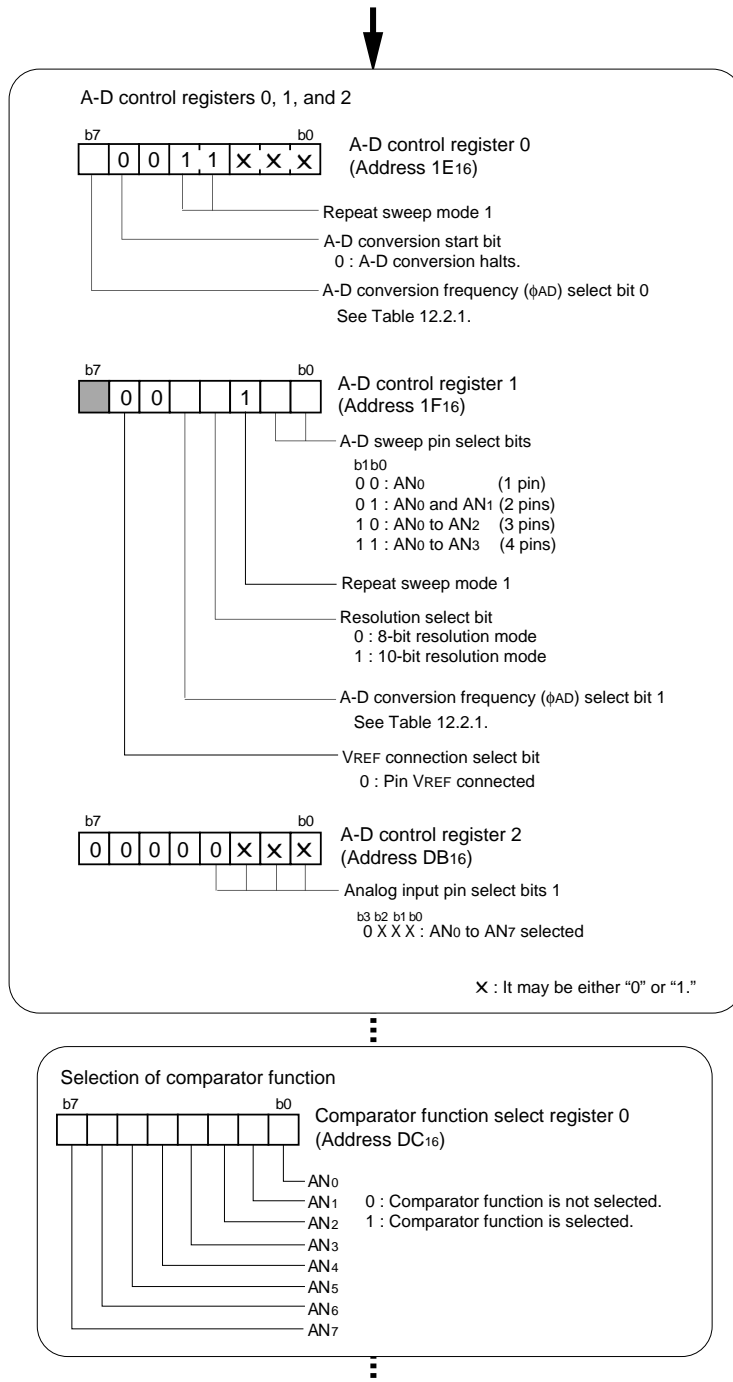 A-D control registers 0, 1, and 2
b7 b0
0 0 1 1 X X X
A-D control register 0
(Address 1E16)
Repeat sweep mode 1
A-D conversion start bit
0 : A-D conversion halts.
A-D conversion frequency (φAD) select bit 0
See Table 12.2.1.
b7 b0
0 0 1
A-D control register 1
(Address 1F16)
A-D sweep pin select bits
b1 b0
0 0 : AN0 (1 pin)
0 1 : AN0 and AN1 (2 pins)
1 0 : AN0 to AN2 (3 pins)
1 1 : AN0 to AN3 (4 pins)
Repeat sweep mode 1
Resolution select bit
0 : 8-bit resolution mode
1 : 10-bit resolution mode
A-D conversion frequency (φAD) select bit 1
See Table 12.2.1.
VREF connection select bit
0 : Pin VREF connected
b7 b0
0 0 0 0 0 X X X
A-D control register 2
(Address DB16)
Analog input pin select bits 1
b3 b2 b1 b0
0 X X X : AN0 to AN7 selected
X : It may be either “0” or “1.”
Selection of comparator function
b7 b0
Comparator function select register 0
(Address DC16)
AN0
AN1 0 : Comparator function is not selected.
AN2 1 : Comparator function is selected.
AN3
AN4
AN5
AN6
AN7